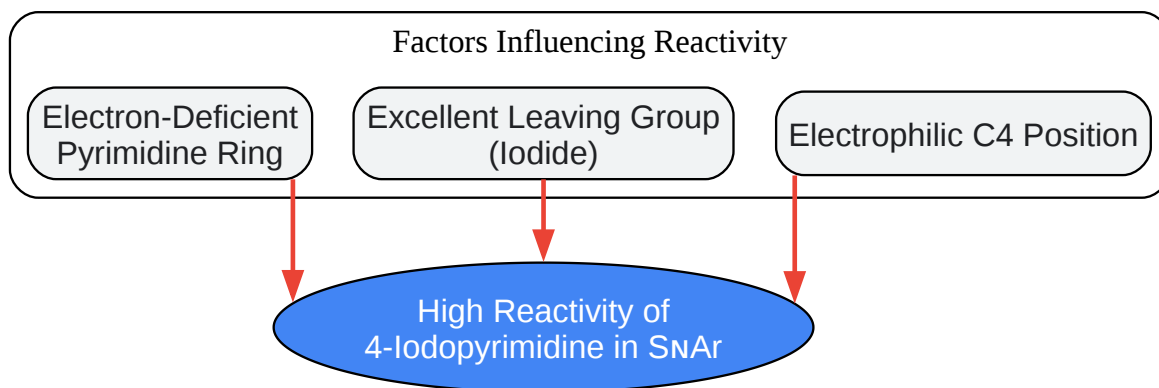 Factors Influencing Reactivity
Electron-Deficient
Pyrimidine Ring
Excellent Leaving Group
(Iodide)
Electrophilic C4 Position
High Reactivity of
4-Iodopyrimidine in SɴAr